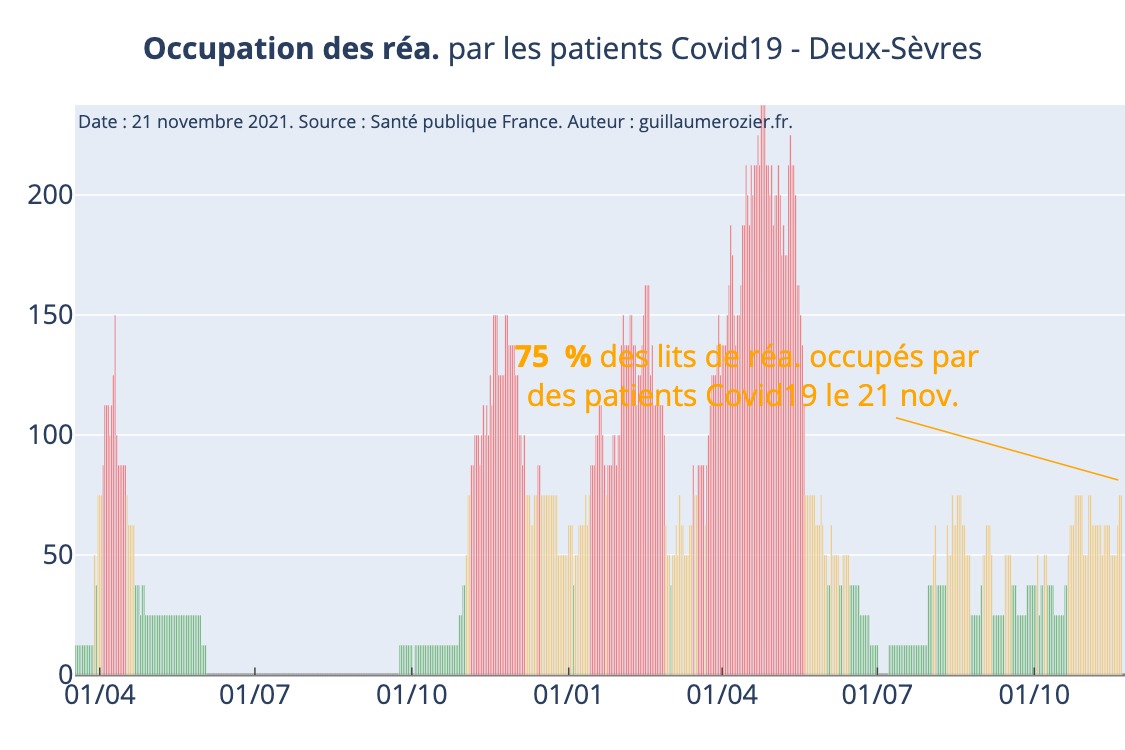 Occupation des réa. par les patients Covid19 - Deux-Sèvres
Date : 21 novembre 2021. Source : Santé publique France. Auteur : guillaumerozier.fr.
200
150
75 % des lits de réa. occupés par
des patients Covid19 le 21 nov.
100
50
0
01/04 01/07 01/10 01/01 01/04 01/07 01/10